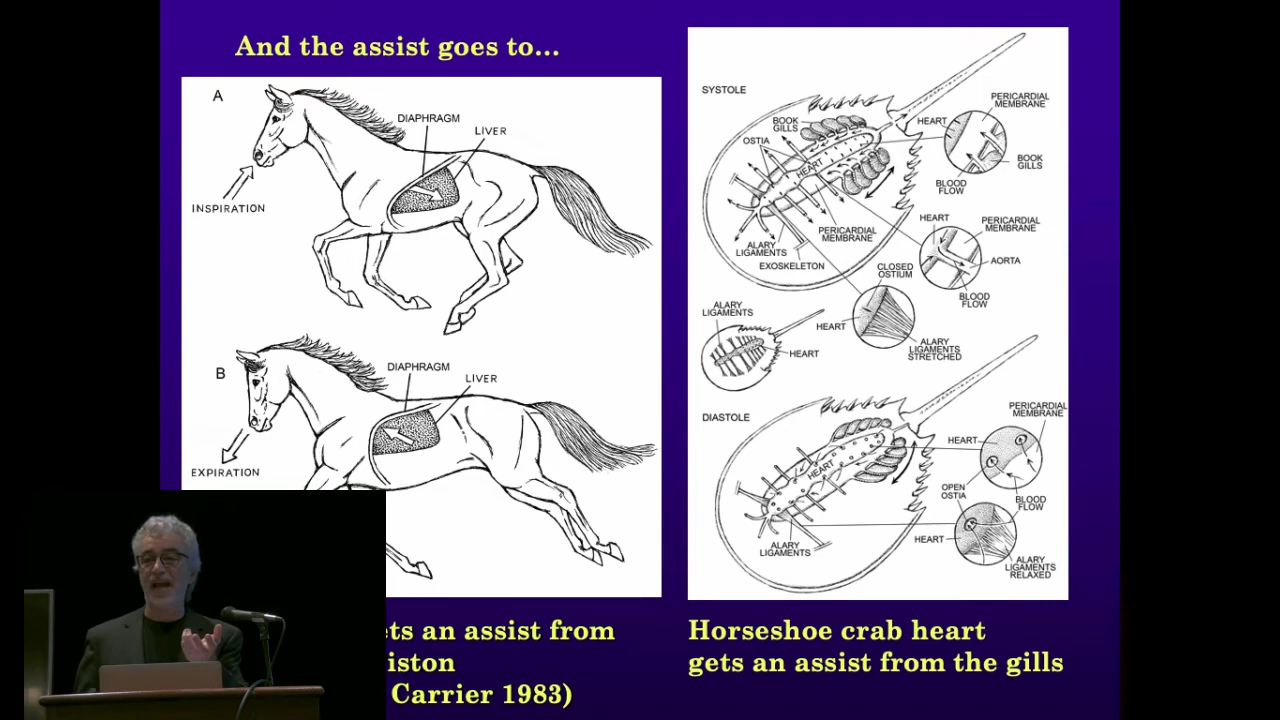 And the assist goes to...
A
DIAPHRAGM
LIVER
INSPIRATION
B
DIAPHRAGM
LIVER
EXPIRATION
an assist from
Carrier 1983)
SYSTOLE
BOOK
GILLS
OSTIA
HEART
ALARY
LIGAMENTS
EXOSKELETON
PERICARDIAL
MEMBRANE
HEART
PERICARDIAL
MEMBRANE
BOOK
GILLS
BLOOD
FLOW
HEART
PERICARDIAL
MEMBRANE
AORTA
BLOOD
FLOW
CLOSED
OSTIUM
HEART
ALARY
LIGAMENTS
STRETCHED
ALARY
LIGAMENTS
HEART
DIASTOLE
HEART
ALARY
LIGAMENTS
PERICARDIAL
MEMBRANE
HEART
OPEN
OSTIA
BLOOD
FLOW
HEART
ALARY
LIGAMENTS
RELAXED
Horseshoe crab heart
gets an assist from the gills